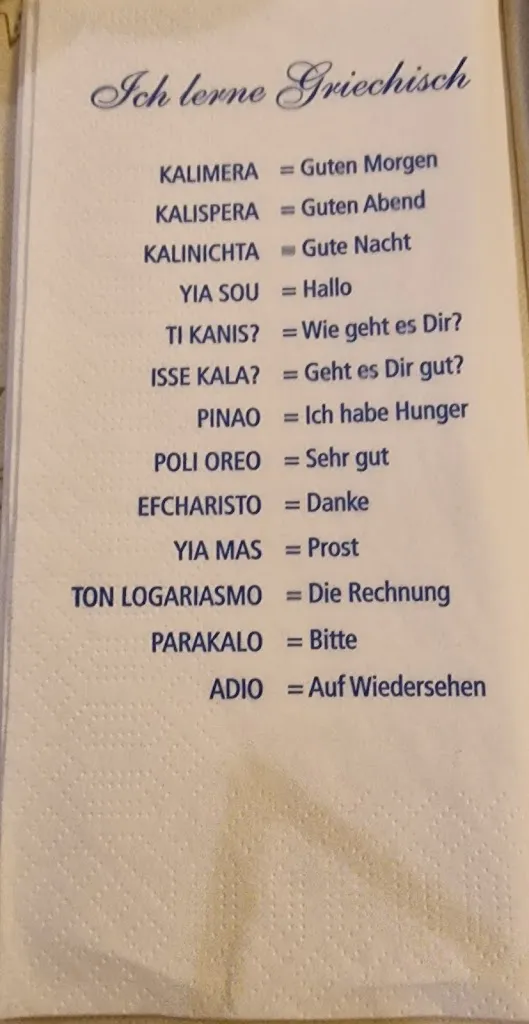 Ich lerne Griechisch
KALIMERA = Guten Morgen
KALISPERA = Guten Abend
KALINICHTA = Gute Nacht
YIA SOU = Hallo
TI KANIS? = Wie geht es Dir?
ISSE KALA? = Geht es Dir gut?
PINAO = Ich habe Hunger
POLI OREO = Sehr gut
EFCHARISTO = Danke
YIA MAS = Prost
TON LOGARIASMO = Die Rechnung
PARAKALO = Bitte
ADIO = Auf Wiedersehen